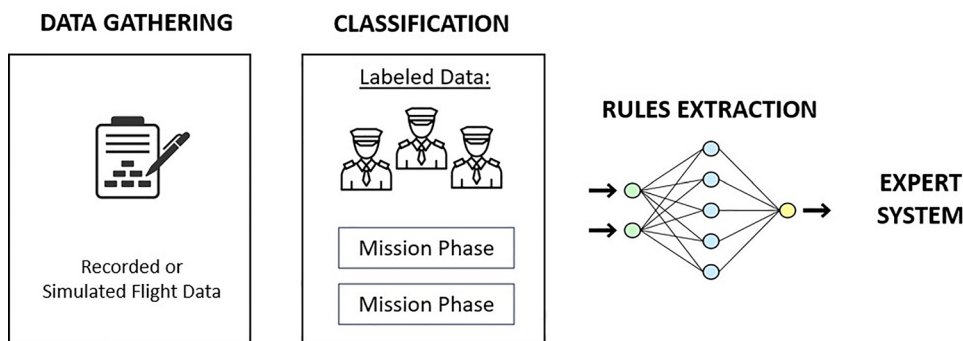 DATA GATHERING
Recorded or
Simulated Flight Data
CLASSIFICATION
Labeled Data:
Mission Phase
Mission Phase
RULES EXTRACTION
EXPERT
SYSTEM